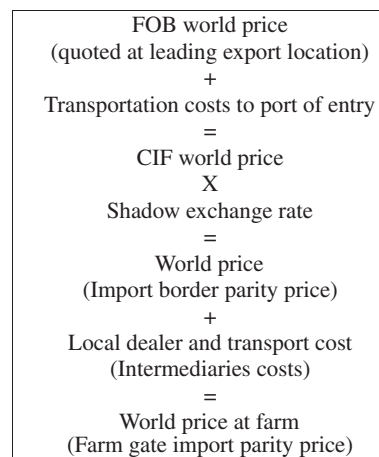 FOB world price
(quoted at leading export location)
+
Transportation costs to port of entry
=
CIF world price
X
Shadow exchange rate
=
World price
(Import border parity price)
+
Local dealer and transport cost
(Intermediaries costs)
=
World price at farm
(Farm gate import parity price)